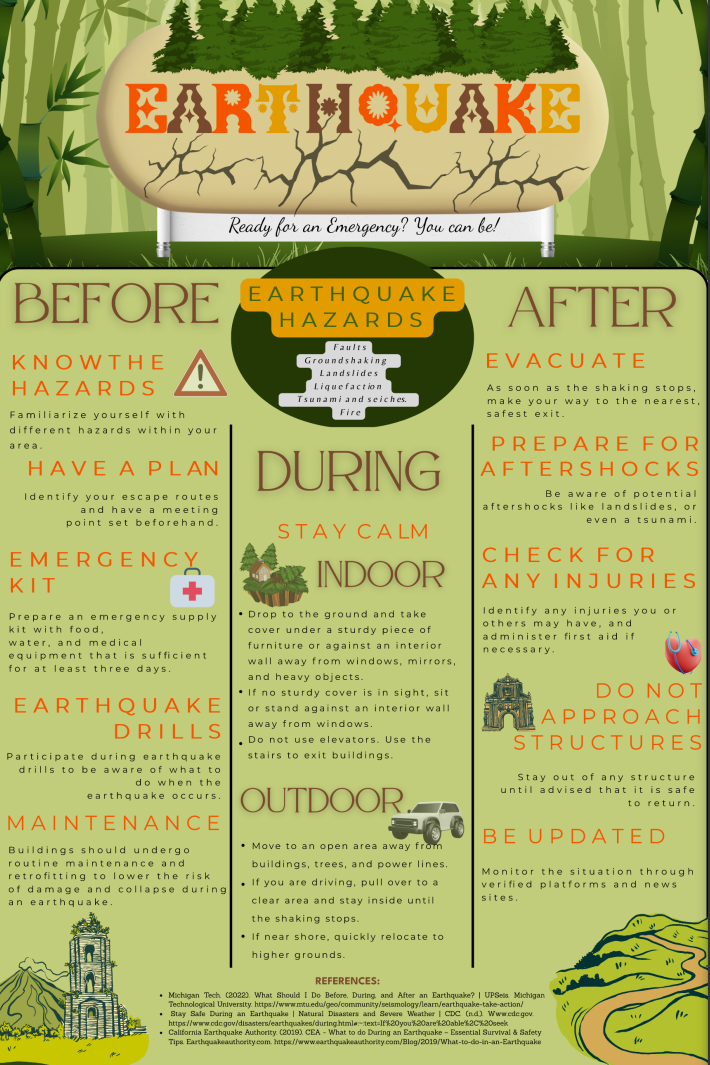 EARTHQUAKE
Ready for an Emergency? You can be!
BEFORE
KNOWTHE
HAZARDS
Familiarize yourself with
different hazards within your
area.
HAVE A PLAN
Identify your escape routes
and have a meeting
point set beforehand.
EMERGENCY
KIT
Prepare an emergency supply
kit with food,
water, and medical
equipment that is sufficient
for at least three days.
EARTHQUAKE
DRILLS
Participate during earthquake
drills to be aware of what to
do when the
earthquake occurs.
MAINTENANCE
Buildings should undergo
routine maintenance and
retrofitting to lower the risk
of damage and collapse during
an earthquake.
EARTHQUAKE
HAZARDS
Faults
Groundshaking
Landslides
Liquefaction
Tsunami and seiches.
Fire
DURING
STAY CALM
INDOOR
• Drop to the ground and take
cover under a sturdy piece of
furniture or against an interior
wall away from windows, mirrors,
and heavy objects.
• If no sturdy cover is in sight, sit
or stand against an interior wall
away from windows.
• Do not use elevators. Use the
stairs to exit buildings.
OUTDOOR
• Move to an open area away from
buildings, trees, and power lines.
• If you are driving, pull over to a
clear area and stay inside until
the shaking stops.
• If near shore, quickly relocate to
higher grounds.
AFTER
EVACUATE
As soon as the shaking stops,
make your way to the nearest,
safest exit.
PREPARE FOR
AFTERSHOCKS
Be aware of potential
aftershocks like landslides, or
even a tsunami.
CHECK FOR
ANY INJURIES
Identify any injuries you or
others may have, and
administer first aid if
necessary.
DO NOT
APPROACH
STRUCTURES
Stay out of any structure
until advised that it is safe
to return.
BE UPDATED
Monitor the situation through
verified platforms and news
sites.
REFERENCES:
• Michigan Tech. (2022). What Should I Do Before, During, and After an Earthquake? | UPSeis. Michigan
Technological University. https://www.mtu.edu/geo/community/seismology/learn/earthquake-take-action/
• Stay Safe During an Earthquake | Natural Disasters and Severe Weather | CDC. (n.d.). Www.cdc.gov.
https://www.cdc.gov/disasters/earthquakes/during.html#:~:text=If%20you%20are%20able%2C%20seek
• California Earthquake Authority. (2019). CEA - What to do During an Earthquake – Essential Survival & Safety
Tips. Earthquakeauthority.com. https://www.earthquakeauthority.com/Blog/2019/What-to-do-in-an-Earthquake